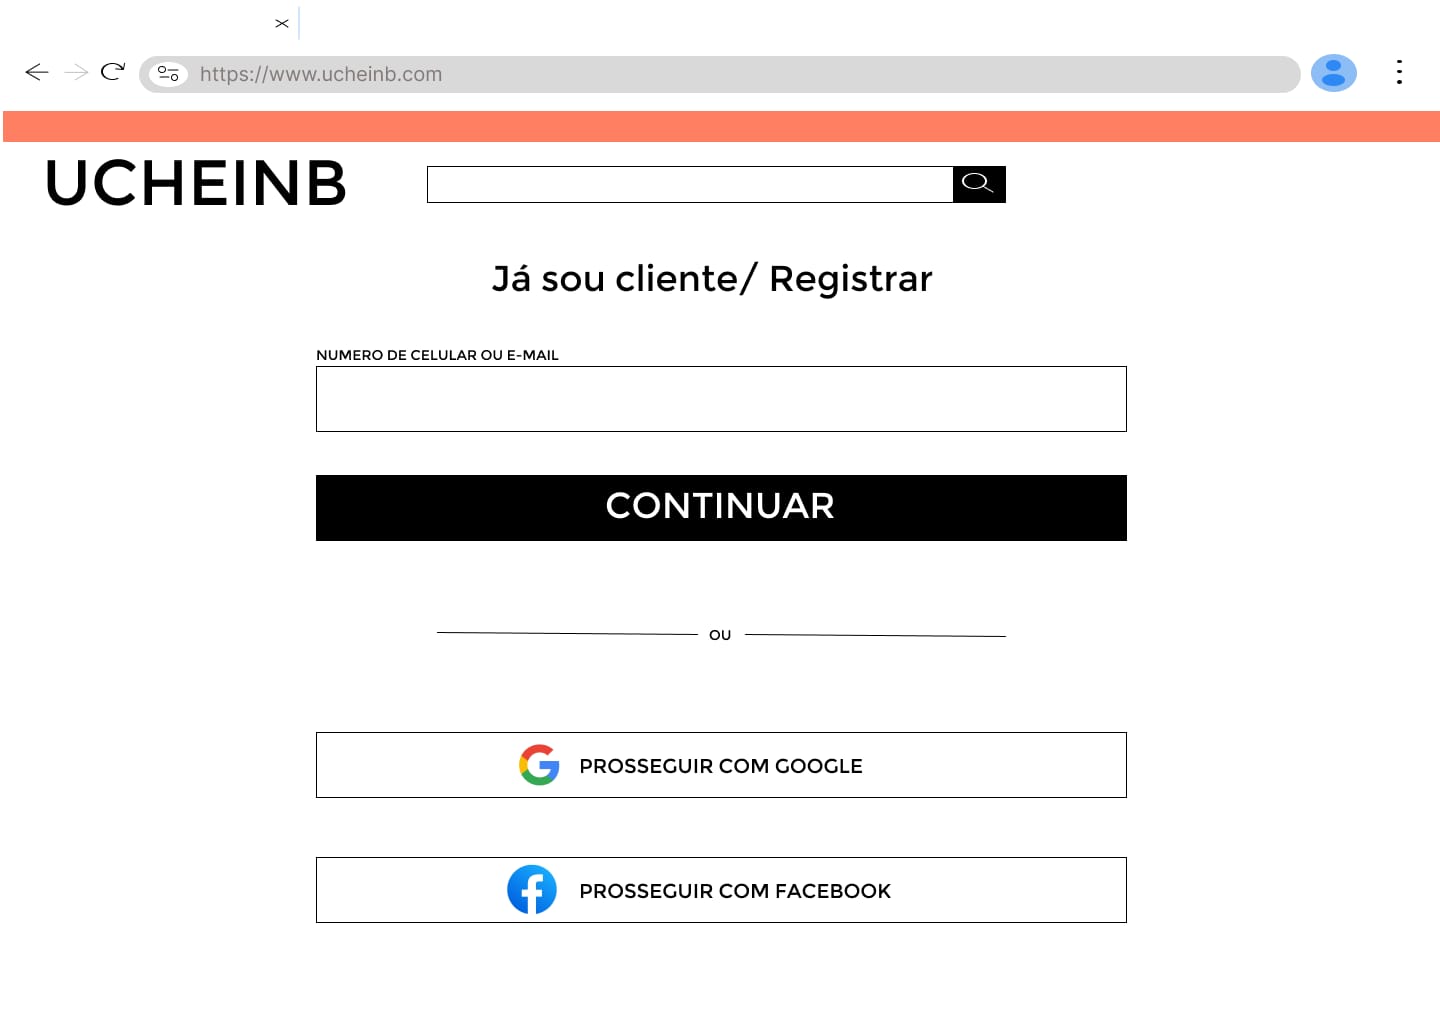 https://www.ucheinb.com
UCHEINB
Já sou cliente/ Registrar
NUMERO DE CELULAR OU E-MAIL
CONTINUAR
OU
PROSSEGUIR COM GOOGLE
PROSSEGUIR COM FACEBOOK